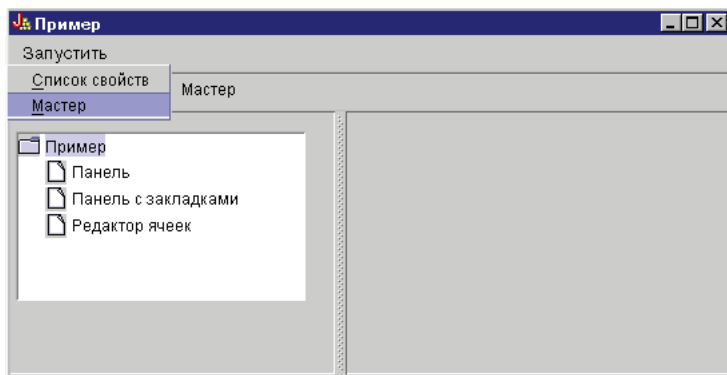 Пример
Запустить
Список свойств
Мастер
Мастер
Пример
Панель
Панель с закладками
Редактор ячеек